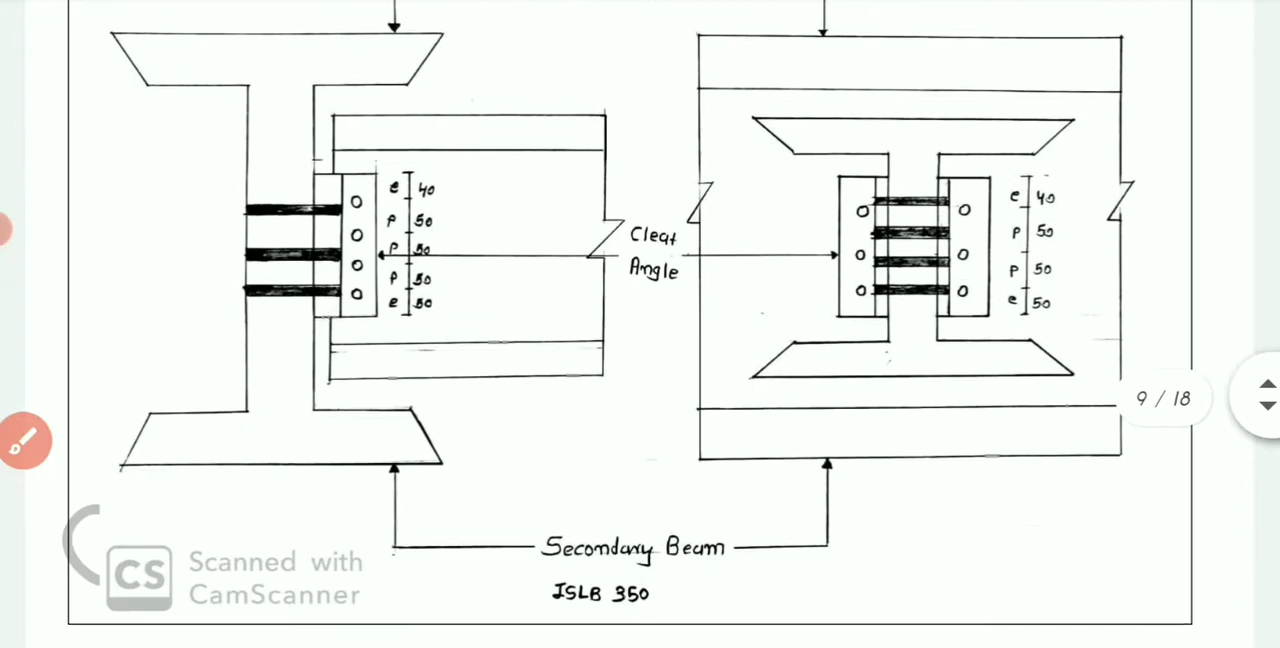 e 40
p 50
p 50
p 50
e 50
Cleat
Angle
e 40
p 50
p 50
e 50
9 / 18
Secondary Beam
ISLB 350
CS
Scanned with
CamScanner